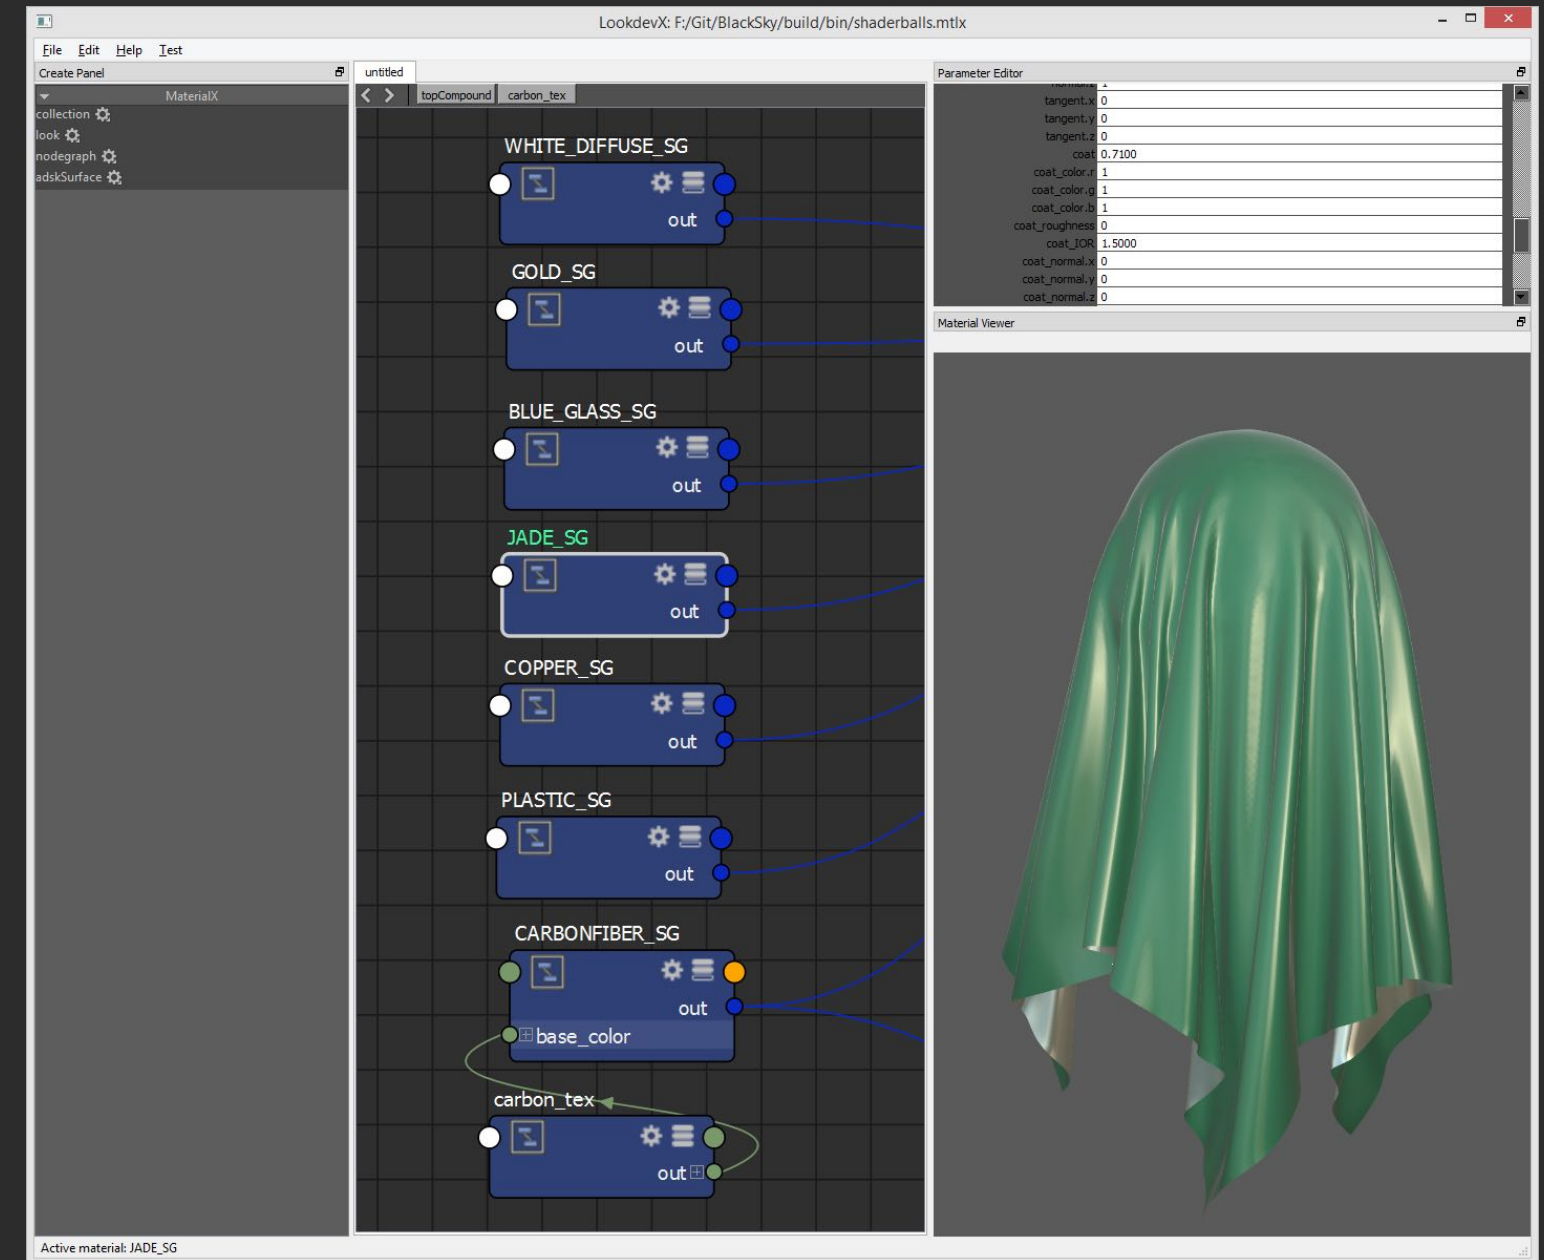 LookdevX: F:/Git/BlackSky/build/bin/shaderballs.mtlx
File Edit Help Test
Create Panel
MaterialX
collection
look
nodegraph
adskSurface
untitled
topCompound carbon_tex
WHITE_DIFFUSE_SG
out
GOLD_SG
out
BLUE_GLASS_SG
out
JADE_SG
out
COPPER_SG
out
PLASTIC_SG
out
CARBONFIBER_SG
out
base_color
carbon_tex
out
Parameter Editor
tangent.x 0
tangent.y 0
tangent.z 0
coat 0.7100
coat_color.r 1
coat_color.g 1
coat_color.b 1
coat_roughness 0
coat_IOR 1.5000
coat_normal.x 0
coat_normal.y 0
coat_normal.z 0
Material Viewer
Active material: JADE_SG